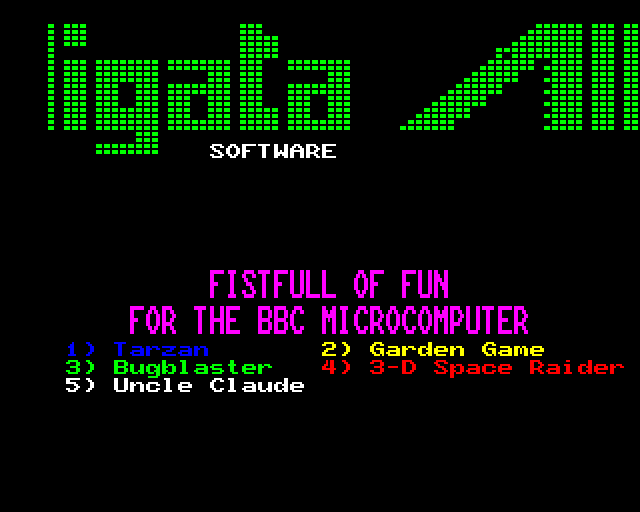 ligata All
SOFTWARE
FISTFULL OF FUN
FOR THE BBC MICROCOMPUTER
1) Tarzan 2) Garden Game
3) Bugblaster 4) 3-D Space Raider
5) Uncle Claude